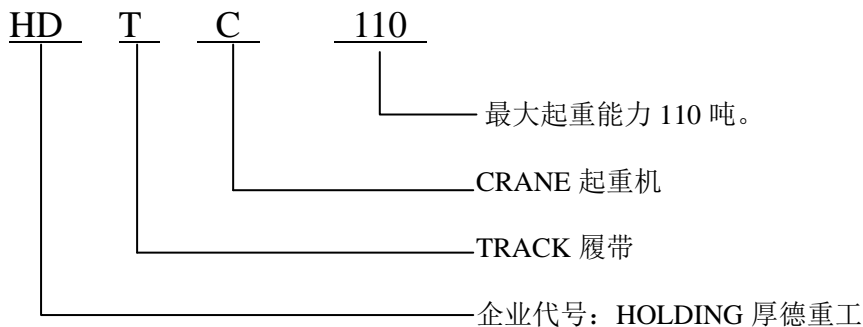 HD T C 110
最大起重能力 110 吨。
CRANE 起重机
TRACK 履带
企业代号：HOLDING 厚德重工